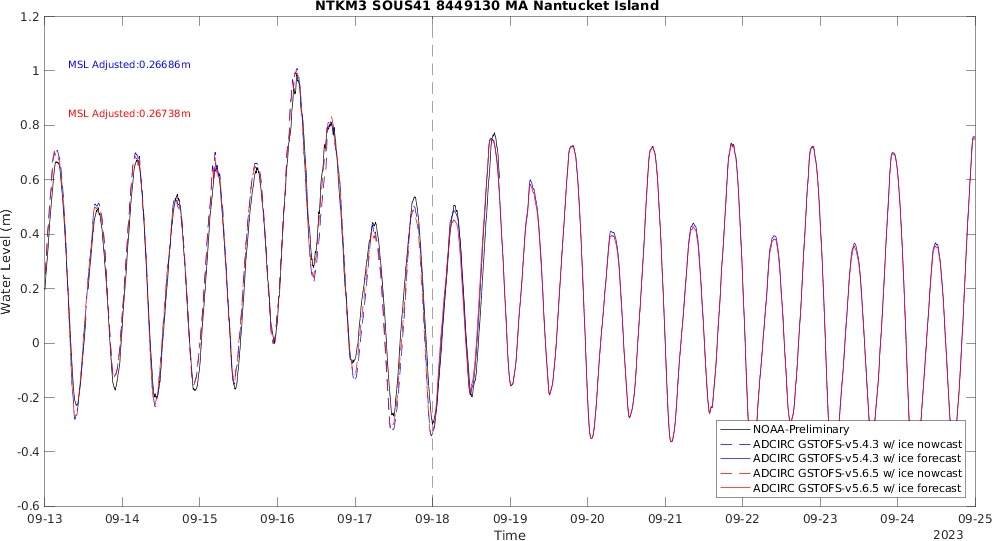 NTKM3 SOUS41 8449130 MA Nantucket Island
1.2
1
0.8
0.6
0.4
0.2
0
-0.2
-0.4
-0.6
Water Level (m)
MSL Adjusted:0.26686m
MSL Adjusted:0.26738m
NOAA-Preliminary
ADCIRC GSTOFS-v5.4.3 w/ ice nowcast
ADCIRC GSTOFS-v5.4.3 w/ ice forecast
ADCIRC GSTOFS-v5.6.5 w/ ice nowcast
ADCIRC GSTOFS-v5.6.5 w/ ice forecast
09-13 09-14 09-15 09-16 09-17 09-18 09-19 09-20 09-21 09-22 09-23 09-24 09-25
Time
2023